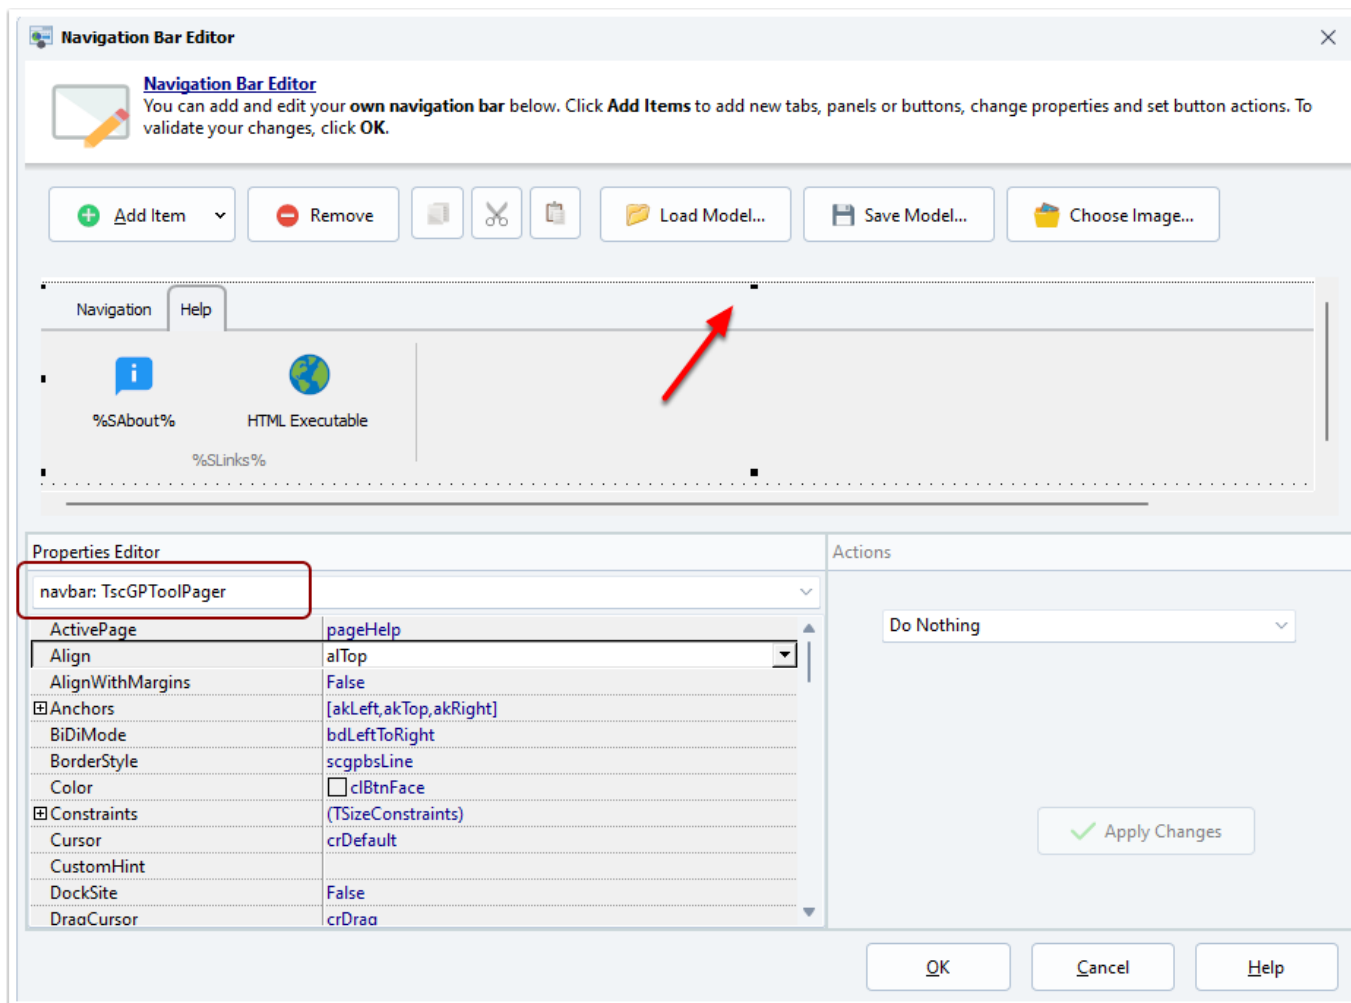 Navigation Bar Editor
Navigation Bar Editor
You can add and edit your own navigation bar below. Click Add Items to add new tabs, panels or buttons, change properties and set button actions. To
validate your changes, click OK.
Add Item
Remove
Load Model...
Save Model...
Choose Image...
Navigation
Help
%SAbout%
HTML Executable
%SLinks%
Properties Editor
Actions
navbar: TscGPToolPager
Do Nothing
ActivePage pageHelp
Align alTop
AlignWithMargins False
Anchors [akLeft,akTop,akRight]
BiDiMode bdLeftToRight
BorderStyle scgpbsLine
Color clBtnFace
Constraints (TSizeConstraints)
Cursor crDefault
CustomHint
DockSite False
DragCursor crDrag
Apply Changes
OK
Cancel
Help